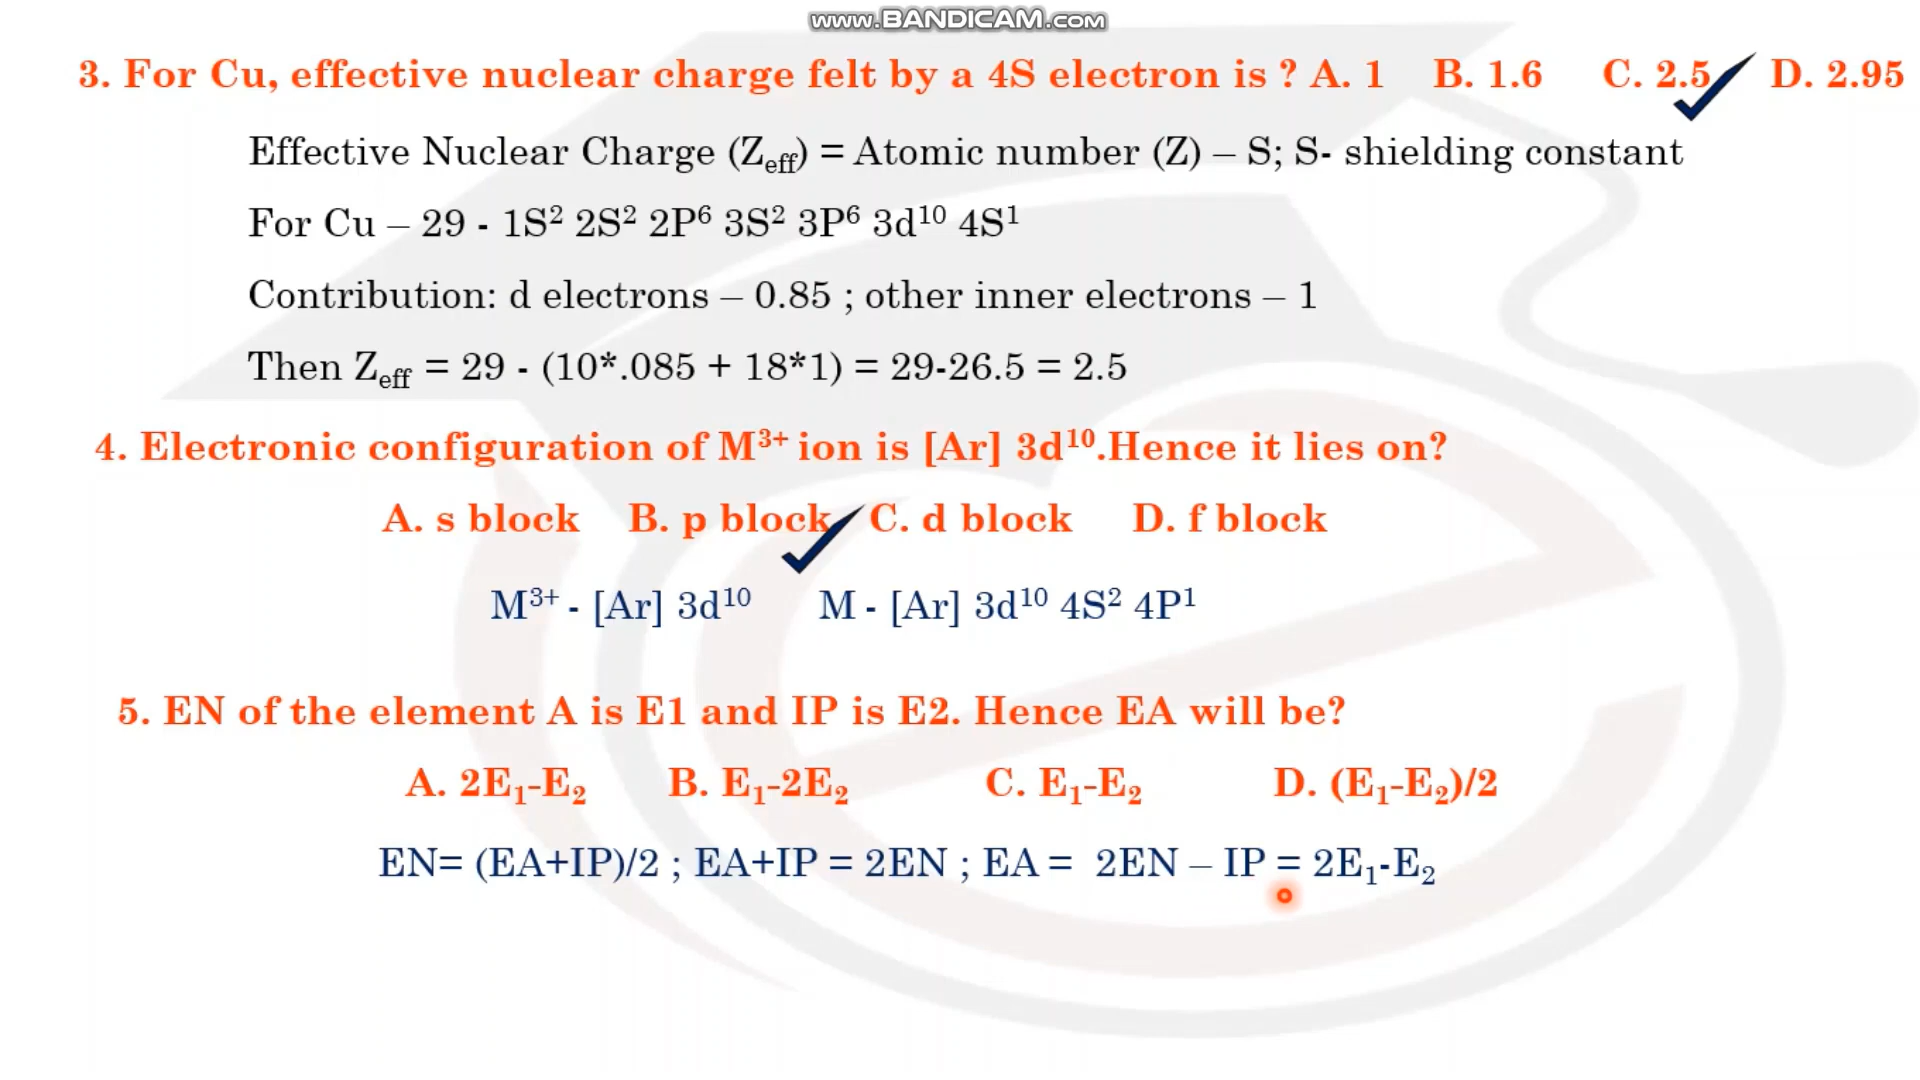 www.BANDICAM.com
3. For Cu, effective nuclear charge felt by a 4S electron is ? A. 1 B. 1.6 C. 2.5 D. 2.95
Effective Nuclear Charge (Zeff) = Atomic number (Z) – S; S- shielding constant
For Cu – 29 - 1S² 2S² 2P⁶ 3S² 3P⁶ 3d¹⁰ 4S¹
Contribution: d electrons – 0.85 ; other inner electrons – 1
Then Zeff = 29 - (10*.085 + 18*1) = 29-26.5 = 2.5
4. Electronic configuration of M³⁺ ion is [Ar] 3d¹⁰.Hence it lies on?
A. s block B. p block C. d block D. f block
M³⁺ - [Ar] 3d¹⁰ M - [Ar] 3d¹⁰ 4S² 4P¹
5. EN of the element A is E1 and IP is E2. Hence EA will be?
A. 2E₁-E₂ B. E₁-2E₂ C. E₁-E₂ D. (E₁-E₂)/2
EN= (EA+IP)/2 ; EA+IP = 2EN ; EA = 2EN – IP = 2E₁-E₂